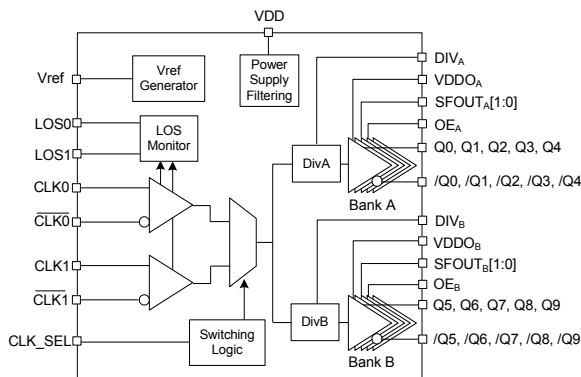 VDD
Vref
Vref
Generator
Power
Supply
Filtering
LOS0
LOS1
LOS
Monitor
CLK0
CLK0
CLK1
CLK1
CLK_SEL
Switching
Logic
DivA
Bank A
DIVA
VDDOA
SFOUTA[1:0]
OEA
Q0, Q1, Q2, Q3, Q4
/Q0, /Q1, /Q2, /Q3, /Q4
DivB
Bank B
DIVB
VDDOB
SFOUTB[1:0]
OEB
Q5, Q6, Q7, Q8, Q9
/Q5, /Q6, /Q7, /Q8, /Q9